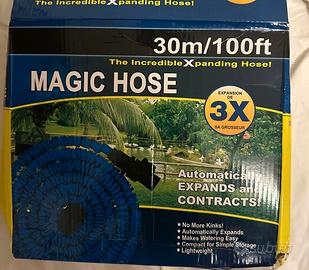 The Incredible Xpanding Hose!
30m/100ft
The Incredible Xpanding Hose!
MAGIC HOSE
EXPANSION
DE
3X
SA GROSSEUR
Automatically
EXPANDS and
CONTRACTS!
• No More Kinks!
• Automatically Expands
• Makes Watering Easy
• Compact for Simple Storage
• Lightweight
subito